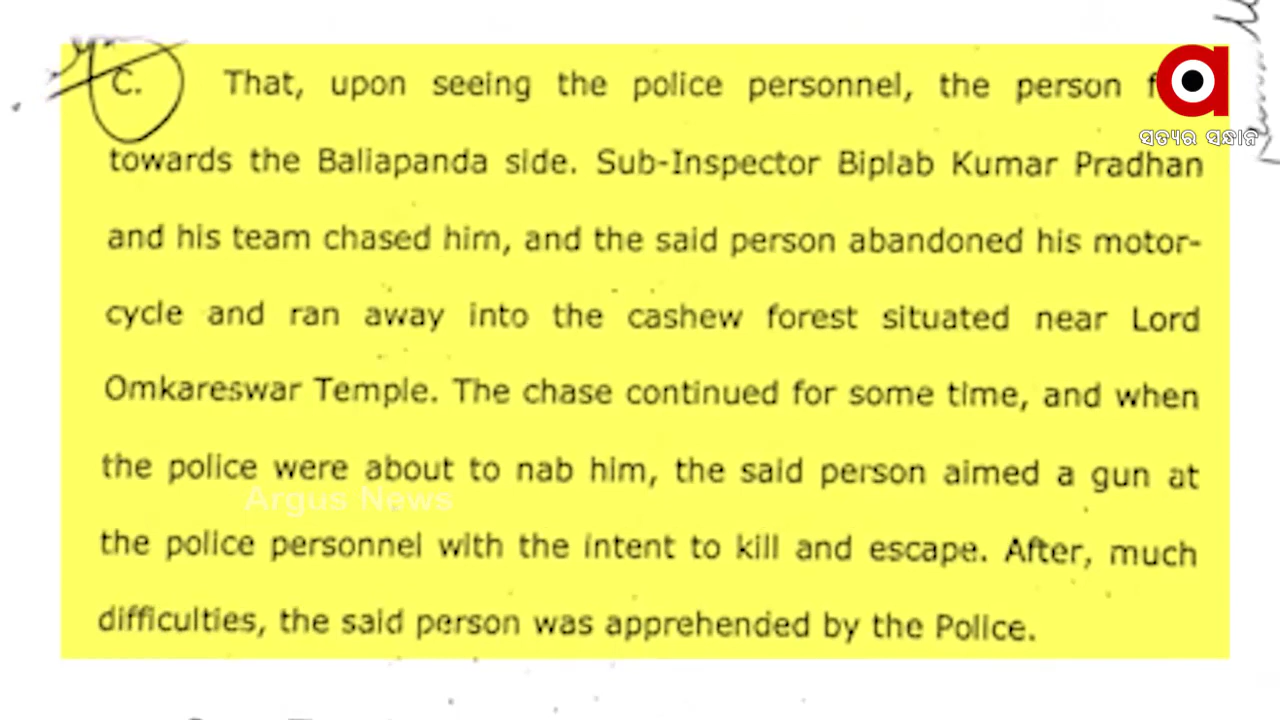 C. That, upon seeing the police personnel, the person
towards the Baliapanda side. Sub-Inspector Biplab Kumar Pradhan
and his team chased him, and the said person abandoned his motor-
cycle and ran away into the cashew forest situated near Lord
Omkareswar Temple. The chase continued for some time, and when
the police were about to nab him, the said person aimed a gun at
the police personnel with the intent to kill and escape. After, much
difficulties, the said person was apprehended by the Police.
Argus News
a
ସତ୍ୟର ସନ୍ଧାନ